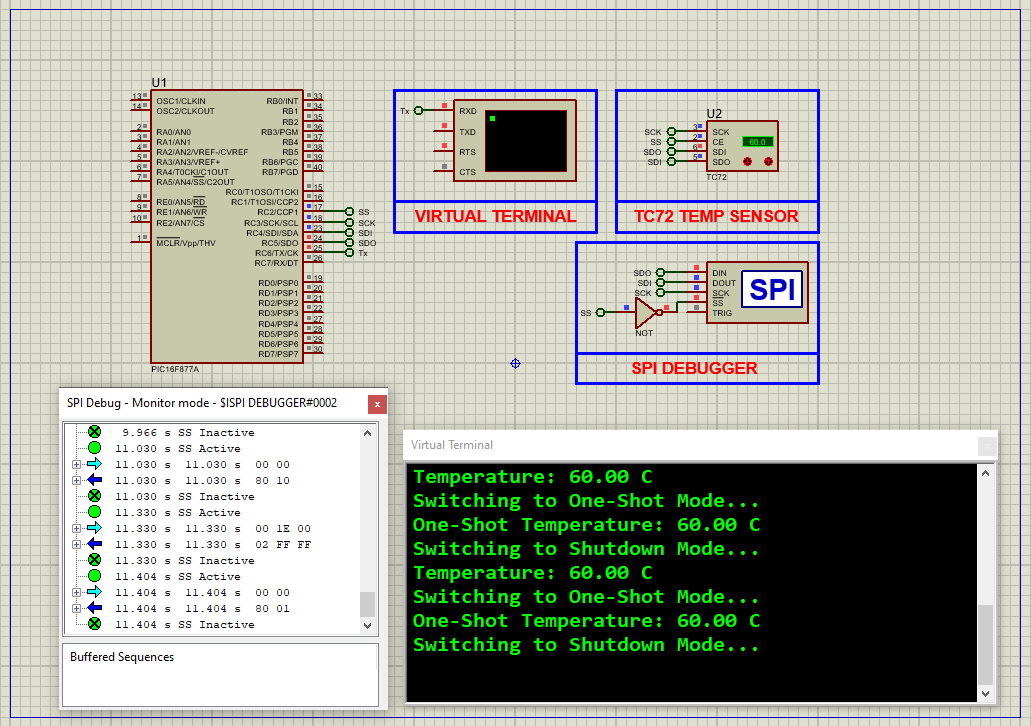 U1
13 OSC1/CLKIN
14 OSC2/CLKOUT
2 RA0/AN0
3 RA1/AN1
4 RA2/AN2/VREF-/CVREF
5 RA3/AN3/VREF+
6 RA4/T0CKI/C1OUT
7 RA5/AN4/SS/C2OUT
8 RE0/AN5/RD
9 RE1/AN6/WR
10 RE2/AN7/CS
1 MCLR/Vpp/THV
RB0/INT 33
RB1 34
RB2 35
RB3/PGM 36
RB4 37
RB5 38
RB6/PGC 39
RB7/PGD 40
RC0/T1OSO/T1CKI 15
RC1/T1OSI/CCP2 16
RC2/CCP1 17 SS
RC3/SCK/SCL 18 SCK
RC4/SDI/SDA 23 SDI
RC5/SDO 24 SDO
RC6/TX/CK 25 Tx
RC7/RX/DT 26
RD0/PSP0 19
RD1/PSP1 20
RD2/PSP2 21
RD3/PSP3 22
RD4/PSP4 27
RD5/PSP5 28
RD6/PSP6 29
RD7/PSP7 30
PIC16F877A
Tx RXD
TXD
RTS
CTS
VIRTUAL TERMINAL
U2
SCK 3 SCK
SS 2 CE
SDO 6 SDI
SDI 5 SDO
60.0
TC72
TC72 TEMP SENSOR
SDO DIN
SDI DOUT
SCK SCK
SS SS
TRIG
SPI
NOT
SPI DEBUGGER
SPI Debug - Monitor mode - $ISPI DEBUGGER#0002 x
9.966 s SS Inactive
11.030 s SS Active
11.030 s 11.030 s 00 00
11.030 s 11.030 s 80 10
11.030 s SS Inactive
11.330 s SS Active
11.330 s 11.330 s 00 1E 00
11.330 s 11.330 s 02 FF FF
11.330 s SS Inactive
11.404 s SS Active
11.404 s 11.404 s 00 00
11.404 s 11.404 s 80 01
11.404 s SS Inactive
Buffered Sequences
Virtual Terminal
Temperature: 60.00 C
Switching to One-Shot Mode...
One-Shot Temperature: 60.00 C
Switching to Shutdown Mode...
Temperature: 60.00 C
Switching to One-Shot Mode...
One-Shot Temperature: 60.00 C
Switching to Shutdown Mode...